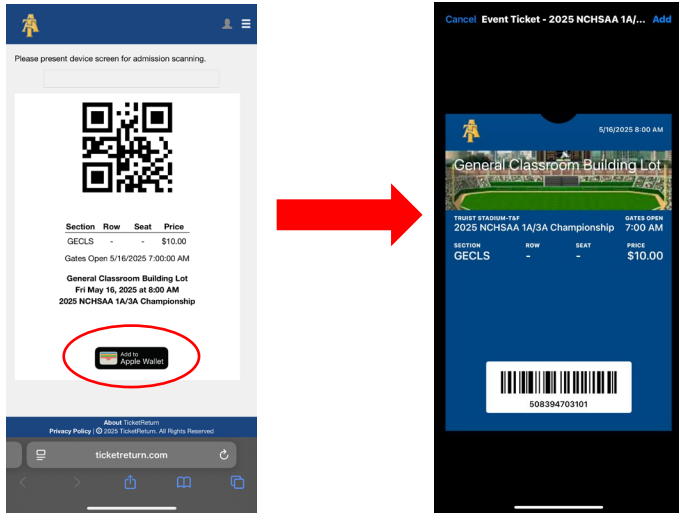 Please present device screen for admission scanning.
Section Row Seat Price
GECLS - - $10.00
Gates Open 5/16/2025 7:00:00 AM
General Classroom Building Lot
Fri May 16, 2025 at 8:00 AM
2025 NCHSAA 1A/3A Championship
Add to
Apple Wallet
About TicketReturn
Privacy Policy | © 2025 TicketReturn. All Rights Reserved
ticketreturn.com
Cancel Event Ticket - 2025 NCHSAA 1A/... Add
5/16/2025 8:00 AM
General Classroom Building Lot
TRUIST STADIUM-T&F GATES OPEN
2025 NCHSAA 1A/3A Championship 7:00 AM
SECTION ROW SEAT PRICE
GECLS - - $10.00
508394703101